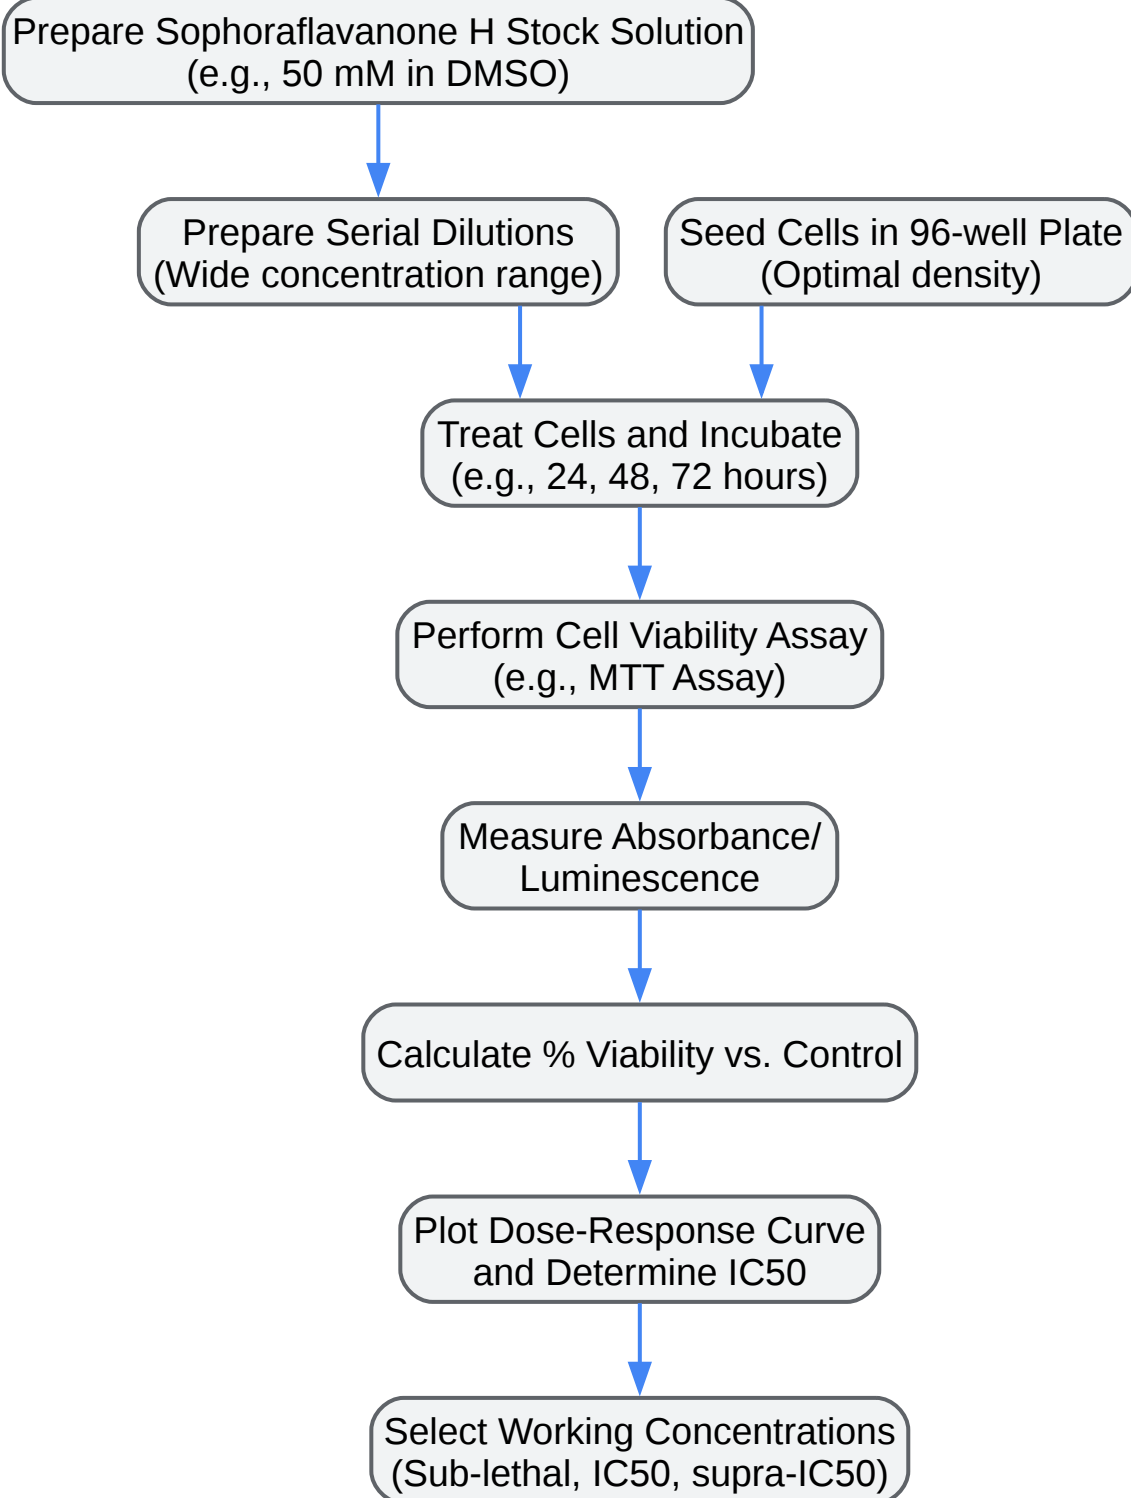 Prepare Sophoraflavanone H Stock Solution
(e.g., 50 mM in DMSO)
Prepare Serial Dilutions
(Wide concentration range)
Seed Cells in 96-well Plate
(Optimal density)
Treat Cells and Incubate
(e.g., 24, 48, 72 hours)
Perform Cell Viability Assay
(e.g., MTT Assay)
Measure Absorbance/
Luminescence
Calculate % Viability vs. Control
Plot Dose-Response Curve
and Determine IC50
Select Working Concentrations
(Sub-lethal, IC50, supra-IC50)